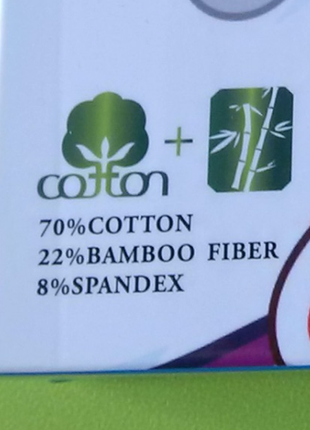 cotton +
70%COTTON
22%BAMBOO FIBER
8%SPANDEX